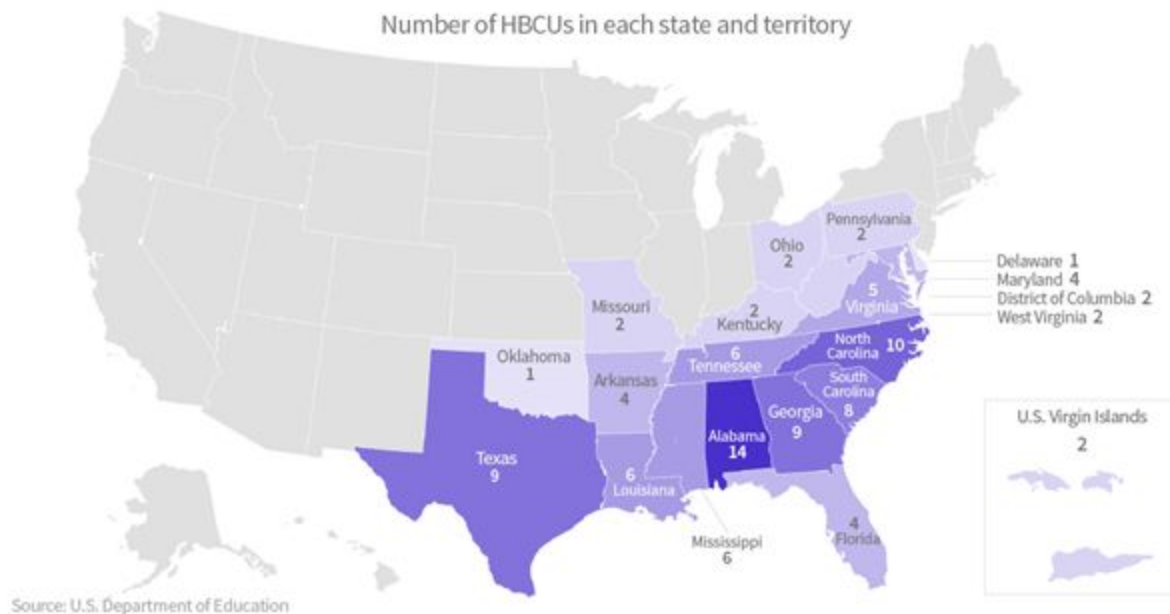 Number of HBCUs in each state and territory
Pennsylvania
2
Ohio
2
Delaware 1
Maryland 4
District of Columbia 2
West Virginia 2
5
Virginia
Missouri
2
2
Kentucky
North
Carolina 10
6
Tennessee
Oklahoma
1
Arkansas
4
South
Carolina
8
Georgia
9
Alabama
14
Texas
9
6
Louisiana
Mississippi
6
4
Florida
U.S. Virgin Islands
2
Source: U.S. Department of Education